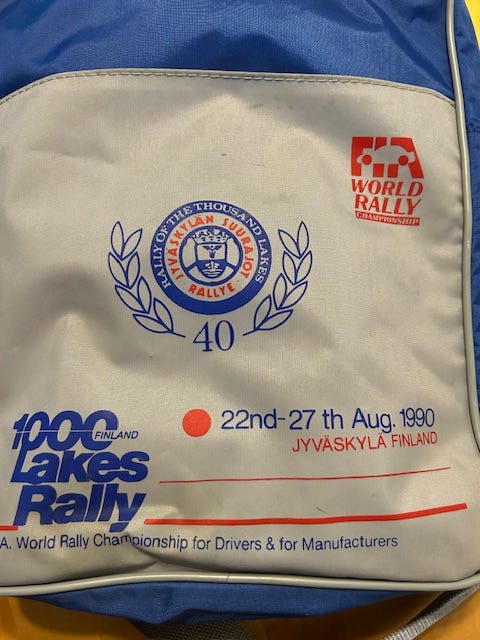 FIA
WORLD
RALLY
CHAMPIONSHIP
RALLY OF THE THOUSAND LAKES
JYVÄSKYLÄN SUURAJOT
RALLYE
40
1000
FINLAND
Lakes
Rally
22nd-27 th Aug. 1990
JYVÄSKYLÄ FINLAND
A. World Rally Championship for Drivers & for Manufacturers